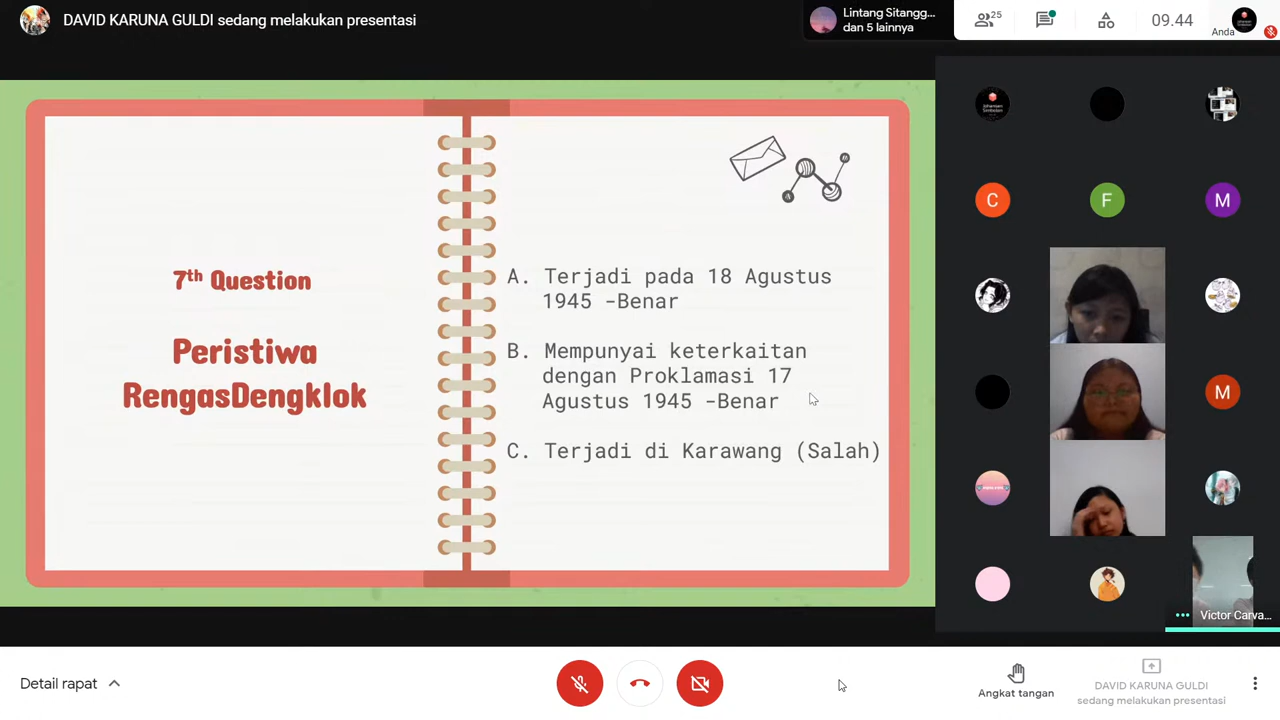 DAVID KARUNA GULDI sedang melakukan presentasi
Lintang Sitangg...
dan 5 lainnya
25
09.44
Anda
7th Question
Peristiwa
RengasDengklok
A. Terjadi pada 18 Agustus
1945 -Benar
B. Mempunyai keterkaitan
dengan Proklamasi 17
Agustus 1945 -Benar
C. Terjadi di Karawang (Salah)
A
B
C
F
M
M
Victor Carva...
Detail rapat
Angkat tangan
DAVID KARUNA GULDI
sedang melakukan presentasi